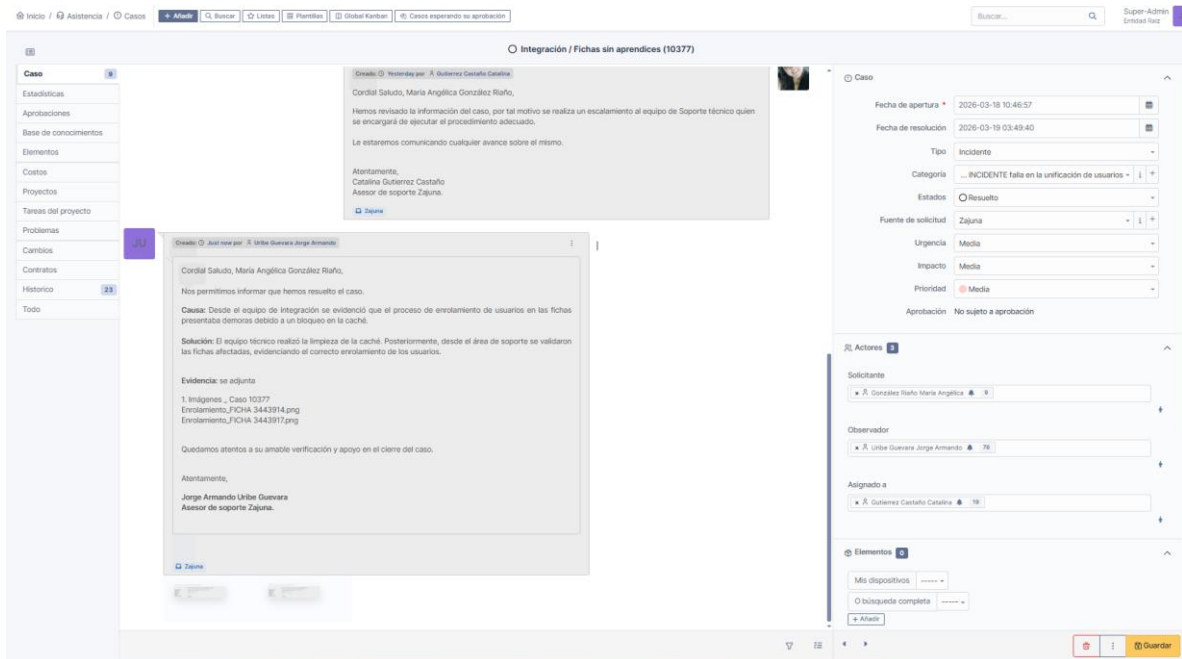 Inicio / Asistencia / Casos
+ Añadir
Buscar
Listas
Plantillas
Global Kanban
Casos esperando su aprobación
Buscar...
Super-Admin
Entidad Raíz
Integración / Fichas sin aprendices (10377)
Caso 9
Estadísticas
Aprobaciones
Base de conocimientos
Elementos
Costos
Proyectos
Tareas del proyecto
Problemas
Cambios
Contratos
Historico 23
Todo
Creado: Yesterday por Gutierrez Castaño Catalina
Cordial Saludo, María Angélica González Riaño,
Hemos revisado la información del caso, por tal motivo se realiza un escalamiento al equipo de Soporte técnico quien
se encargará de ejecutar el procedimiento adecuado.
Le estaremos comunicando cualquier avance sobre el mismo.
Atentamente,
Catalina Gutierrez Castaño
Asesor de soporte Zajuna.
Zajuna
JU
Creado: Just now por Uribe Guevara Jorge Armando
Cordial Saludo, María Angélica González Riaño,
Nos permitimos informar que hemos resuelto el caso.
Causa: Desde el equipo de integración se evidenció que el proceso de enrolamiento de usuarios en las fichas
presentaba demoras debido a un bloqueo en la caché.
Solución: El equipo técnico realizó la limpieza de la caché. Posteriormente, desde el área de soporte se validaron
las fichas afectadas, evidenciando el correcto enrolamiento de los usuarios.
Evidencia: se adjunta
1. Imágenes _ Caso 10377
Enrolamiento_FICHA 3443914.png
Enrolamiento_FICHA 3443917.png
Quedamos atentos a su amable verificación y apoyo en el cierre del caso.
Atentamente,
Jorge Armando Uribe Guevara
Asesor de soporte Zajuna.
Zajuna
Caso
Fecha de apertura * 2026-03-18 10:46:57
Fecha de resolución 2026-03-19 03:49:40
Tipo Incidente
Categoría ... INCIDENTE falla en la unificación de usuarios
Estados Resuelto
Fuente de solicitud Zajuna
Urgencia Media
Impacto Media
Prioridad Media
Aprobación No sujeto a aprobación
Actores 3
Solicitante
González Riaño María Angélica 9
Observador
Uribe Guevara Jorge Armando 79
Asignado a
Gutierrez Castaño Catalina
Elementos 0
Mis dispositivos -----
O búsqueda completa -----
+ Añadir
Guardar